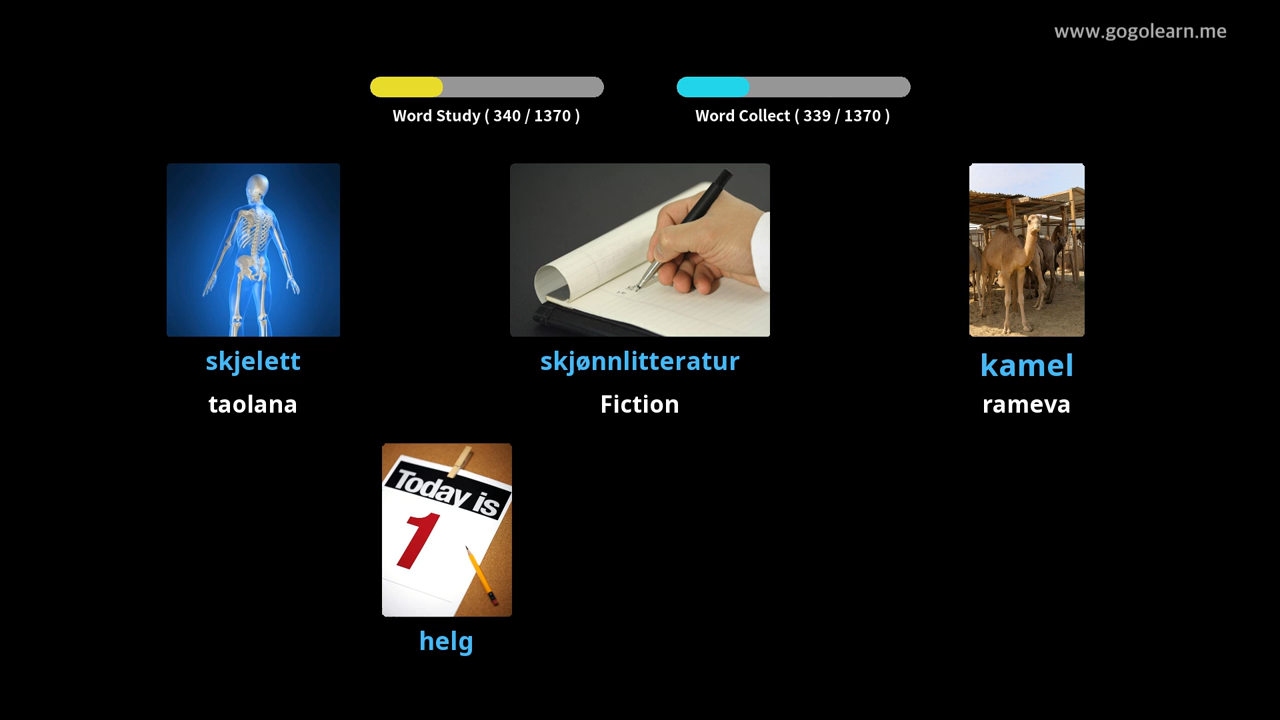 www.gogolearn.me
Word Study ( 340 / 1370 )
Word Collect ( 339 / 1370 )
skjelett
skjønnlitteratur
kamel
taolana
Fiction
rameva
Today is
1
helg